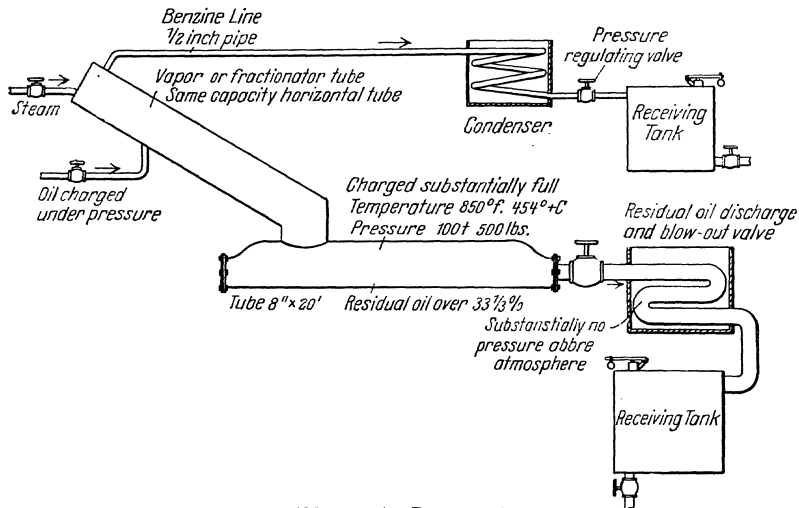 Benzine Line
1/2 inch pipe
Vapor or fractionator tube
Same capacity horizontal tube
Steam
Oil charged
under pressure
Pressure
regulating valve
Condenser
Receiving
Tank
Charged substantially full
Temperature 850°f. 454°+C
Pressure 100† 500 lbs.
Residual oil discharge
and blow-out valve
Tube 8"x 20'
Residual oil over 33 1/3 %
Substanstially no
pressure abbre
atmosphere
Receiving Tank